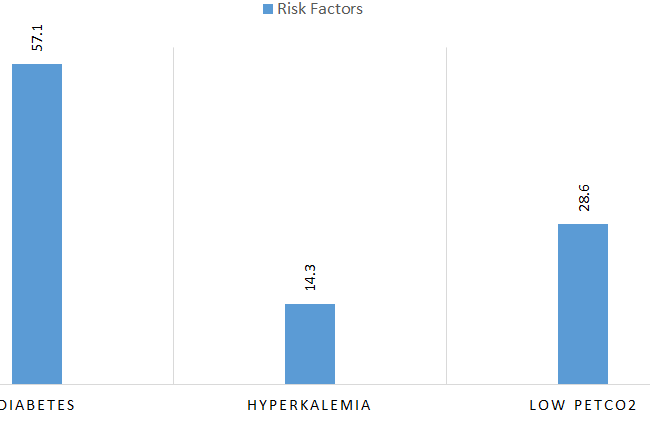 Risk Factors
57.1
14.3
28.6
DIABETES
HYPERKALEMIA
LOW PETCO2